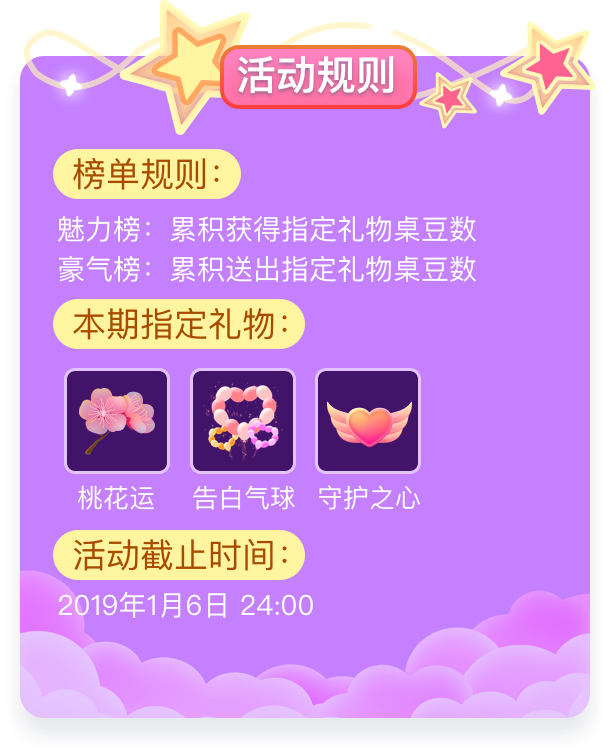 活动规则
榜单规则：
魅力榜：累积获得指定礼物桌豆数
豪气榜：累积送出指定礼物桌豆数
本期指定礼物：
桃花运 告白气球 守护之心
活动截止时间：
2019年1月6日 24:00